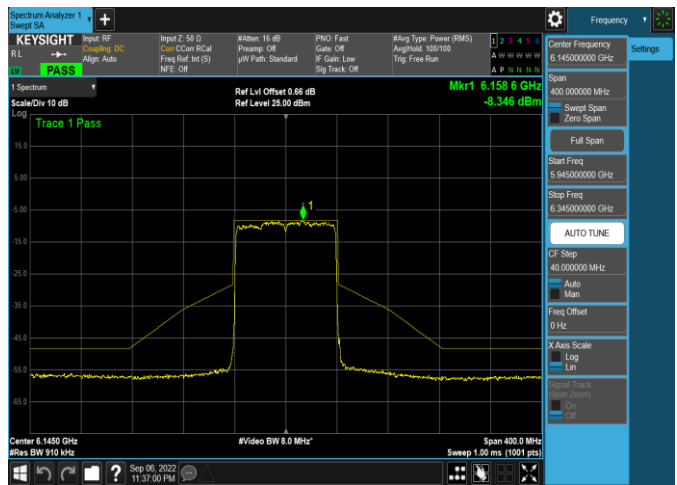 Spectrum Analyzer 1
Swept SA
+
Frequency
KEYSIGHT
RL
PASS
Input: RF
Coupling: DC
Align: Auto
Input Z: 50 Ω
Corr CCorr RCal
Freq Ref: Int (S)
NFE: Off
#Atten: 16 dB
Preamp: Off
µW Path: Standard
PNO: Fast
Gate: Off
IF Gain: Low
Sig Track: Off
#Avg Type: Power (RMS)
Avg|Hold: 100/100
Trig: Free Run
1 2 3 4 5 6
A W W W W W
A P N N N N
1 Spectrum
Scale/Div 10 dB
Ref Lvl Offset 0.66 dB
Ref Level 25.00 dBm
Mkr1 6.158 6 GHz
-8.346 dBm
Log
Trace 1 Pass
15.0
5.00
-5.00
1
-15.0
-25.0
-35.0
-45.0
-55.0
-65.0
Center 6.1450 GHz
#Res BW 910 kHz
#Video BW 8.0 MHz*
Span 400.0 MHz
Sweep 1.00 ms (1001 pts)
Center Frequency
6.145000000 GHz
Span
400.000000 MHz
Swept Span
Zero Span
Full Span
Start Freq
5.945000000 GHz
Stop Freq
6.345000000 GHz
AUTO TUNE
CF Step
40.000000 MHz
Auto
Man
Freq Offset
0 Hz
X Axis Scale
Log
Lin
Signal Track
(Span Zoom)
On
Off
Settings
?
Sep 06, 2022
11:37:00 PM